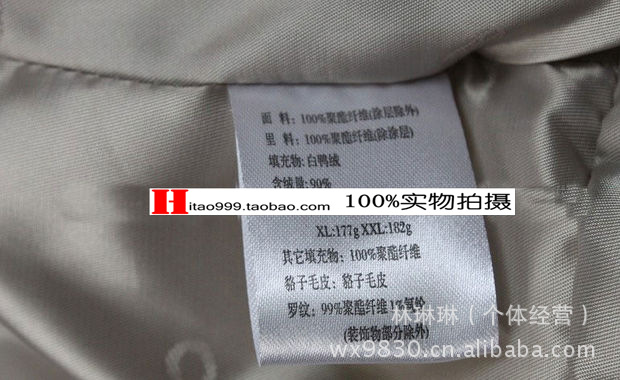 面 料：100%聚酯纤维(涂层除外)
里 料：100%聚酯纤维(除涂层)
填充物：白鸭绒
含绒量：90%
Hitao999.taobao.com 100%实物拍摄
XL:177g XXL:182g
其它填充物：100%聚酯纤维
貉子毛皮：貉子毛皮
罗纹：99%聚酯纤维 1%氨纶
(装饰物部分除外)
林琳琳（个体经营）
wx9830.cn.alibaba.com